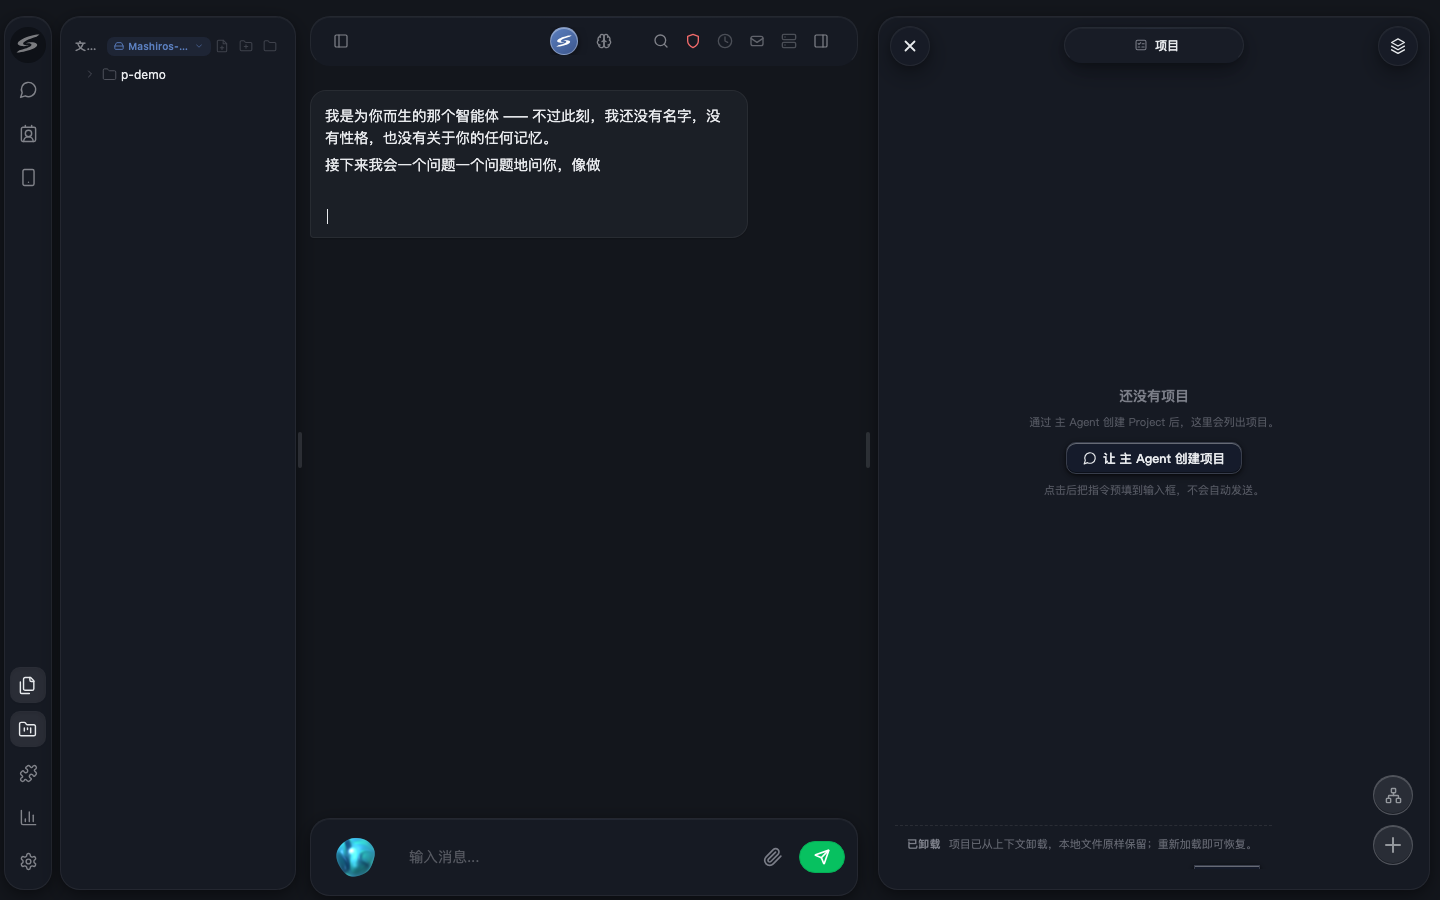 文...
Mashiros-...
p-demo
我是为你而生的那个智能体 —— 不过此刻，我还没有名字，没
有性格，也没有关于你的任何记忆。
接下来我会一个问题一个问题地问你，像做
输入消息...
项目
还没有项目
通过 主 Agent 创建 Project 后，这里会列出项目。
让 主 Agent 创建项目
点击后把指令预填到输入框，不会自动发送。
已卸载 项目已从上下文卸载，本地文件原样保留；重新加载即可恢复。